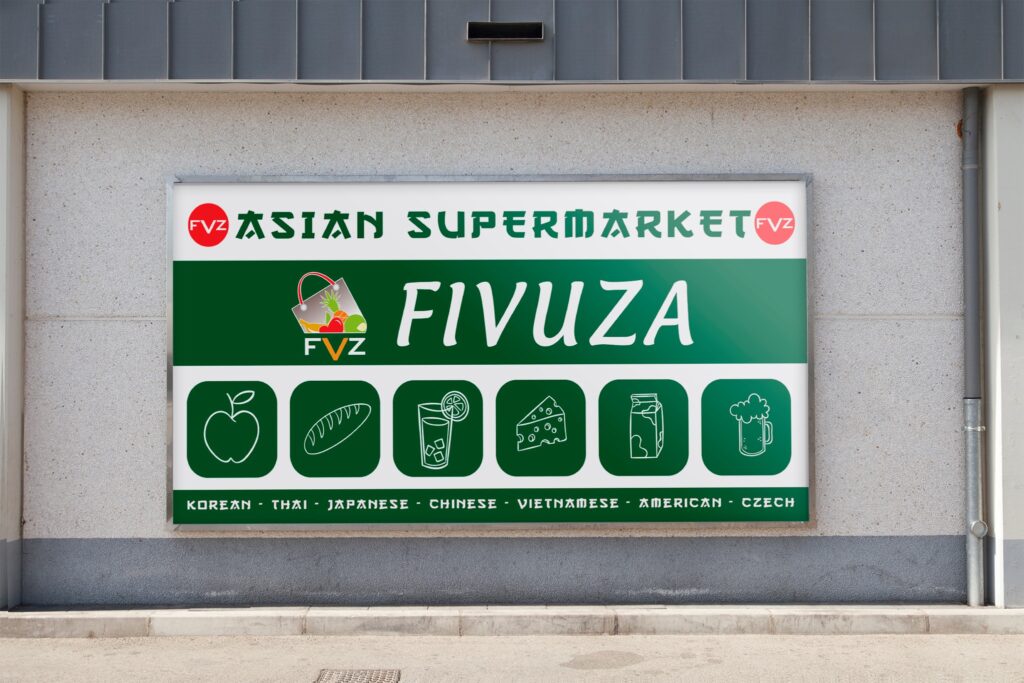 FVZ ASIAN SUPERMARKET FVZ
FIVUZA
FVZ
KOREAN - THAI - JAPANESE - CHINESE - VIETNAMESE - AMERICAN - CZECH